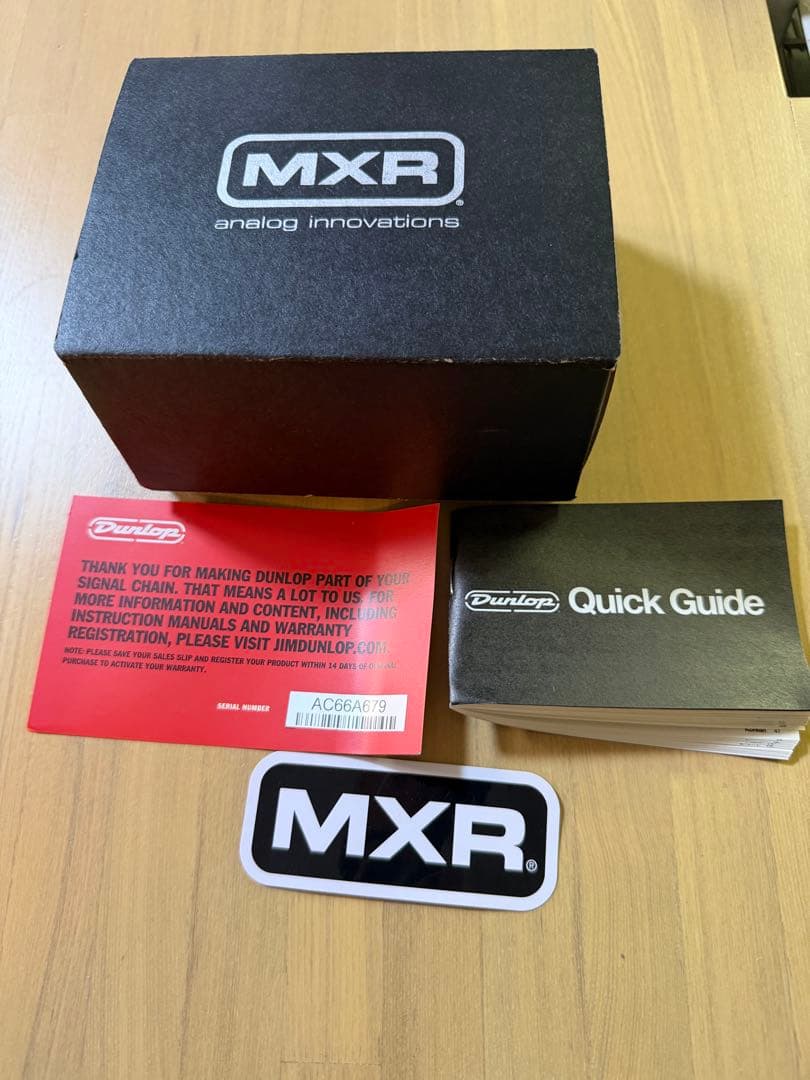 MXR®
analog innovations
Dunlop
THANK YOU FOR MAKING DUNLOP PART OF YOUR
SIGNAL CHAIN. THAT MEANS A LOT TO US. FOR
MORE INFORMATION AND CONTENT, INCLUDING
INSTRUCTION MANUALS AND WARRANTY
REGISTRATION, PLEASE VISIT JIMDUNLOP.COM.
NOTE: PLEASE SAVE YOUR SALES SLIP AND REGISTER YOUR PRODUCT WITHIN 14 DAYS OF ORIGINAL
PURCHASE TO ACTIVATE YOUR WARRANTY.
SERIAL NUMBER
AC66A679
Dunlop Quick Guide
MXR®